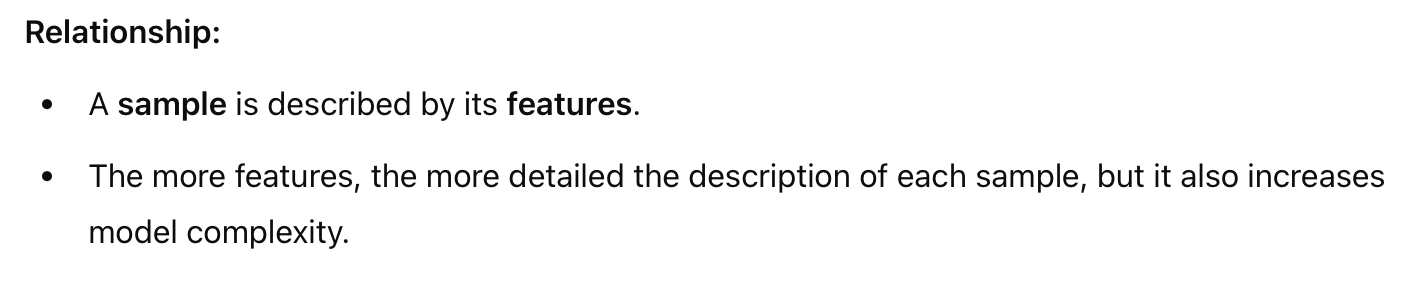 Relationship:
• A sample is described by its features.
• The more features, the more detailed the description of each sample, but it also increases
model complexity.